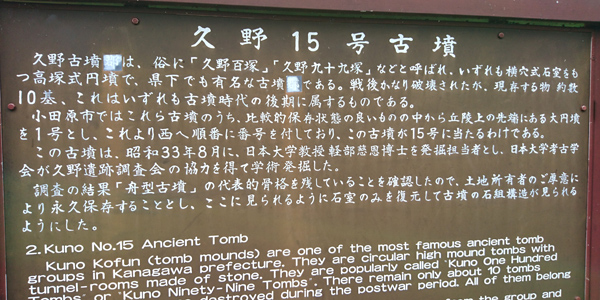 久野15号古墳
久野古墳は、俗に「久野百塚」「久野九十九塚」などと呼ばれ、いずれも横穴式石室をも
つ高塚式円墳で、県下でも有名な古墳である。戦後かなり破壊されたが、現存する物 約数
10基、これはいずれも古墳時代の後期に属するものである。
小田原市ではこれら古墳のうち、比較的保存状態の良いものの中から丘陵上の先端にある大円墳
を1号とし、これより西へ順番に番号を付しており、この古墳が15号に当たるわけである。
この古墳は、昭和33年8月に、日本大学教授 軽部慈恩博士を発掘担当者とし、日本大学考古学
会が久野遺跡調査会の協力を得て学術発掘した。
調査の結果「舟型古墳」の代表的骨格を残していることを確認したので、土地所有者のご厚意に
より永久保存することとし、ここに見られるように石室のみを復元して古墳の石組構造が見られる
ようにした。
2. Kuno No.15 Ancient Tomb
Kuno Kofun (tomb mounds) are one of the most famous ancient tomb
groups in Kanagawa prefecture. They are circular high mound tombs with
tunnel-rooms made of stone. They are popularly called 'Kuno One Hundred
Tombs' or 'Kuno Ninety-Nine Tombs'. There remain only about 10 tombs
destroyed during the postwar period. All of them belong
from the group and